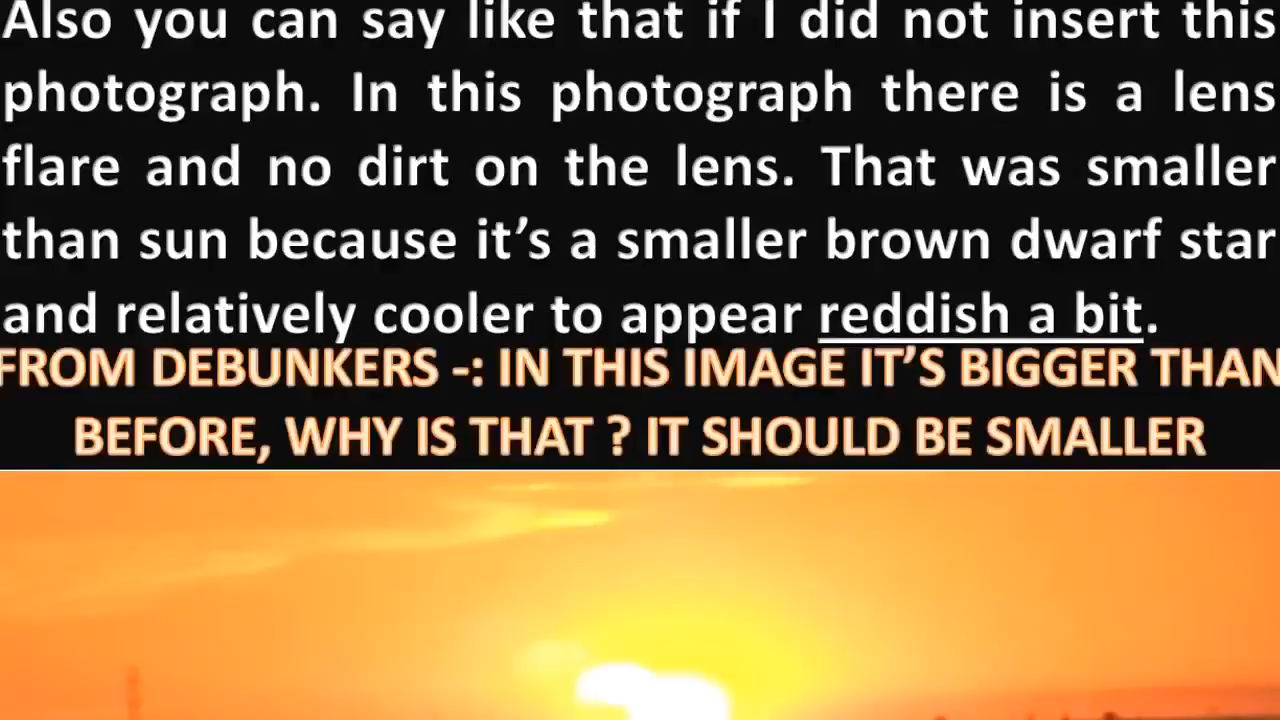 Also you can say like that if I did not insert this
photograph. In this photograph there is a lens
flare and no dirt on the lens. That was smaller
than sun because it’s a smaller brown dwarf star
and relatively cooler to appear reddish a bit.
FROM DEBUNKERS -: IN THIS IMAGE IT’S BIGGER THAN
BEFORE, WHY IS THAT ? IT SHOULD BE SMALLER